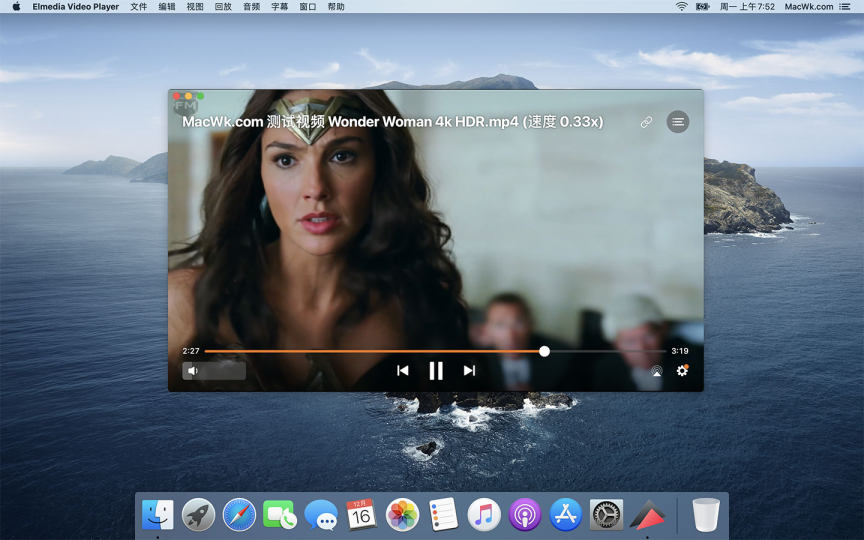 Elmedia Video Player 文件 编辑 视图 回放 音频 字幕 窗口 帮助 周一 上午7:52 MacWk.com
FM
MacWk.com 测试视频 Wonder Woman 4k HDR.mp4 (速度 0.33x)
2:27 3:19
12月
16